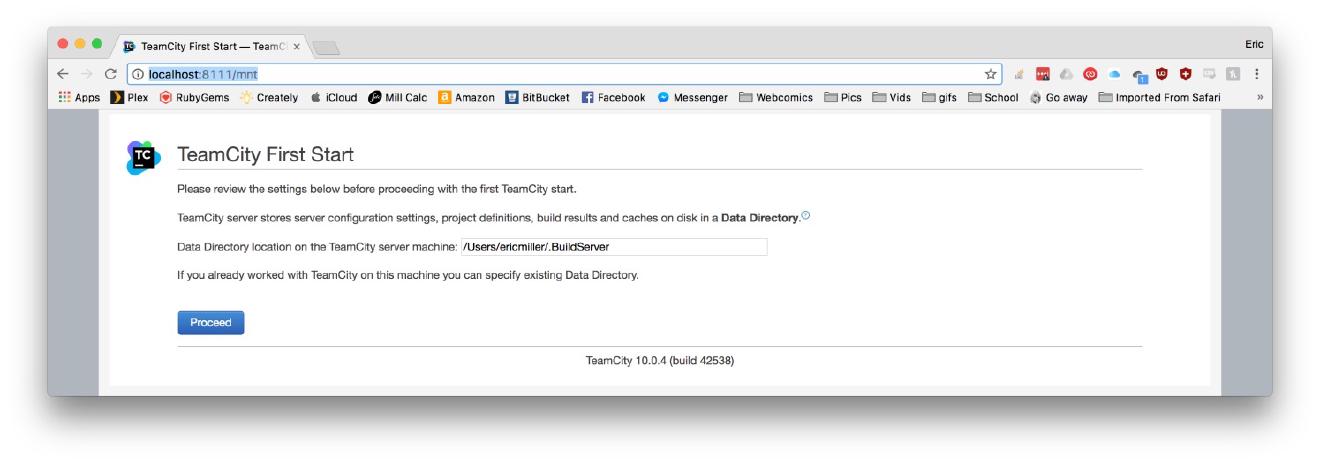 TeamCity First Start — TeamCi
Eric
localhost:8111/mnt
Apps Plex RubyGems Creately iCloud Mill Calc Amazon BitBucket Facebook Messenger Webcomics Pics Vids gifs School Go away Imported From Safari »
TC
TeamCity First Start
Please review the settings below before proceeding with the first TeamCity start.
TeamCity server stores server configuration settings, project definitions, build results and caches on disk in a Data Directory.
Data Directory location on the TeamCity server machine: /Users/ericmiller/.BuildServer
If you already worked with TeamCity on this machine you can specify existing Data Directory.
Proceed
TeamCity 10.0.4 (build 42538)